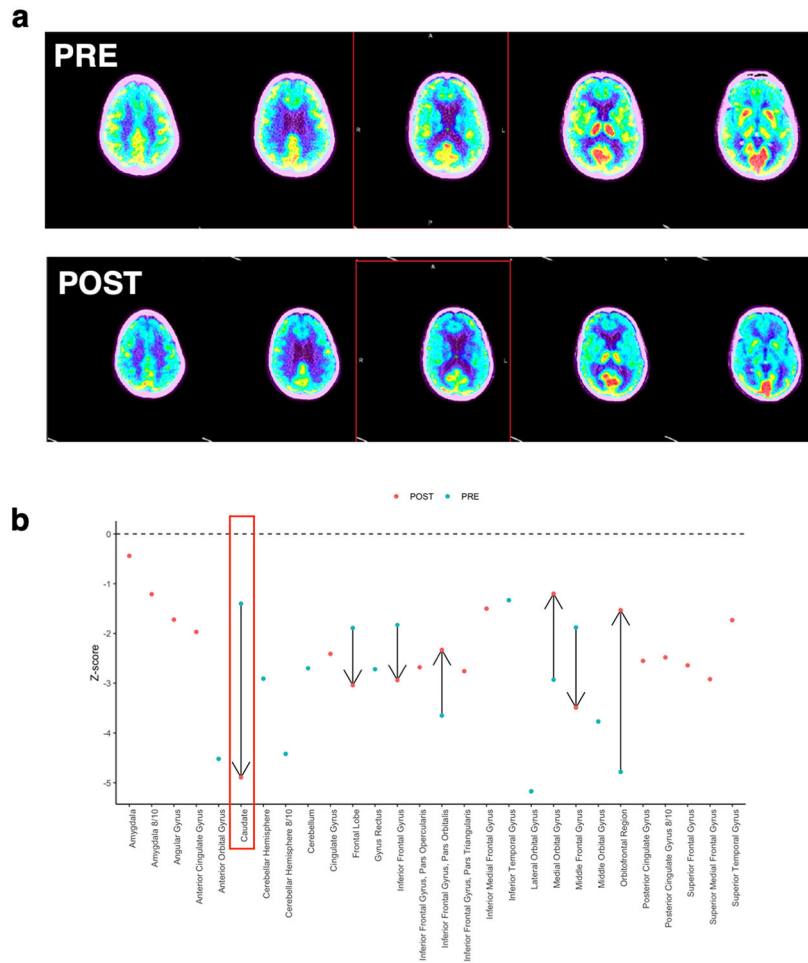 a
PRE
A
R
L
P
POST
A
R
L
b
POST
PRE
Z-score
0
-1
-2
-3
-4
-5
Amygdala
Amygdala 8/10
Angular Gyrus
Anterior Cingulate Gyrus
Anterior Orbital Gyrus
Caudate
Cerebellar Hemisphere
Cerebellar Hemisphere 8/10
Cerebellum
Cingulate Gyrus
Frontal Lobe
Gyrus Rectus
Inferior Frontal Gyrus
Inferior Frontal Gyrus, Pars Opercularis
Inferior Frontal Gyrus, Pars Orbitalis
Inferior Frontal Gyrus, Pars Triangularis
Inferior Medial Frontal Gyrus
Inferior Temporal Gyrus
Lateral Orbital Gyrus
Medial Orbital Gyrus
Middle Frontal Gyrus
Middle Orbital Gyrus
Orbitofrontal Region
Posterior Cingulate Gyrus
Posterior Cingulate Gyrus 8/10
Superior Frontal Gyrus
Superior Medial Frontal Gyrus
Superior Temporal Gyrus